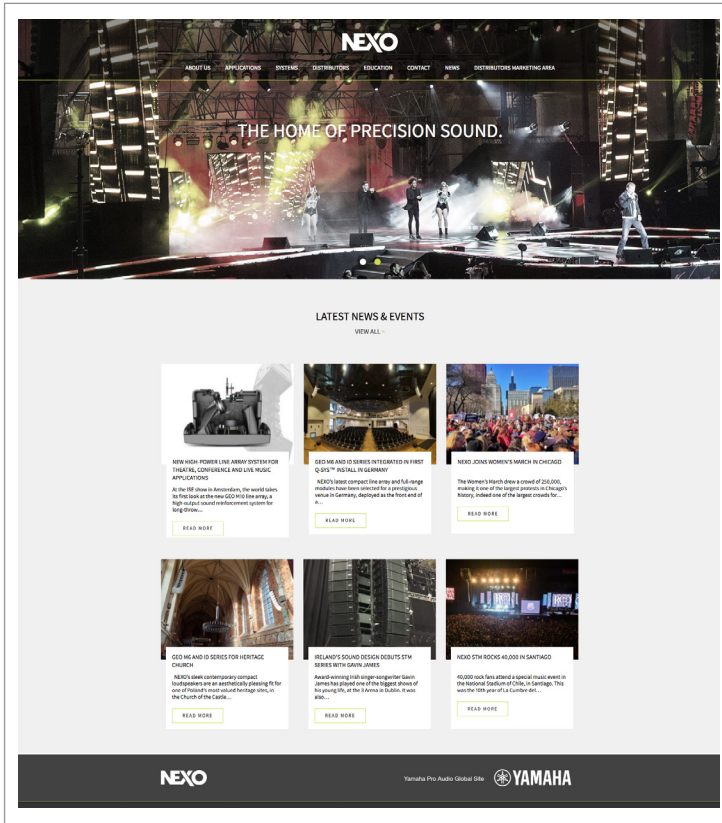 NEXO
ABOUT US APPLICATIONS SYSTEMS DISTRIBUTORS EDUCATION CONTACT NEWS DISTRIBUTORS MARKETING AREA
THE HOME OF PRECISION SOUND.
LATEST NEWS & EVENTS
VIEW ALL >
NEW HIGH-POWER LINE ARRAY SYSTEM FOR
THEATRE, CONFERENCE AND LIVE MUSIC
APPLICATIONS
At the ISE show in Amsterdam, the world takes
its first look at the new GEO M10 line array, a
high-output sound reinforcement system for
long-throw...
READ MORE
GEO M6 AND ID SERIES INTEGRATED IN FIRST
Q-SYS™ INSTALL IN GERMANY
NEXO's latest compact line array and full-range
modules have been selected for a prestigious
venue in Germany, deployed as the front end of
a...
READ MORE
NEXO JOINS WOMEN'S MARCH IN CHICAGO
The Women's March drew a crowd of 250,000,
making it one of the largest protests in Chicago's
history, indeed one of the largest crowds for...
READ MORE
GEO M6 AND ID SERIES FOR HERITAGE
CHURCH
NEXO's sleek contemporary compact
loudspeakers are an aesthetically pleasing fit for
one of Poland's most valued heritage sites, in
the Church of the Castle...
READ MORE
IRELAND'S SOUND DESIGN DEBUTS STM
SERIES WITH GAVIN JAMES
Award-winning Irish singer-songwriter Gavin
James has played one of the biggest shows of
his young life, at the 3 Arena in Dublin. It was
also...
READ MORE
NEXO STM ROCKS 40,000 IN SANTIAGO
40,000 rock fans attend a special music event in
the National Stadium of Chile, in Santiago. This
was the 10th year of La Cumbre del...
READ MORE
NEXO
Yamaha Pro Audio Global Site YAMAHA